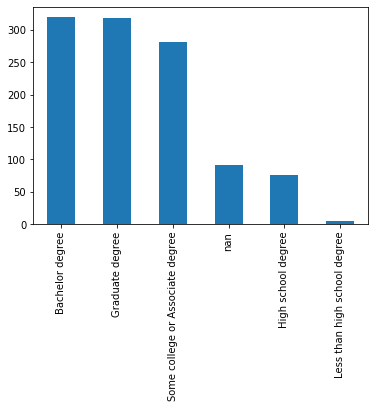 300
250
200
150
100
50
0
Bachelor degree
Graduate degree
Some college or Associate degree
nan
High school degree
Less than high school degree